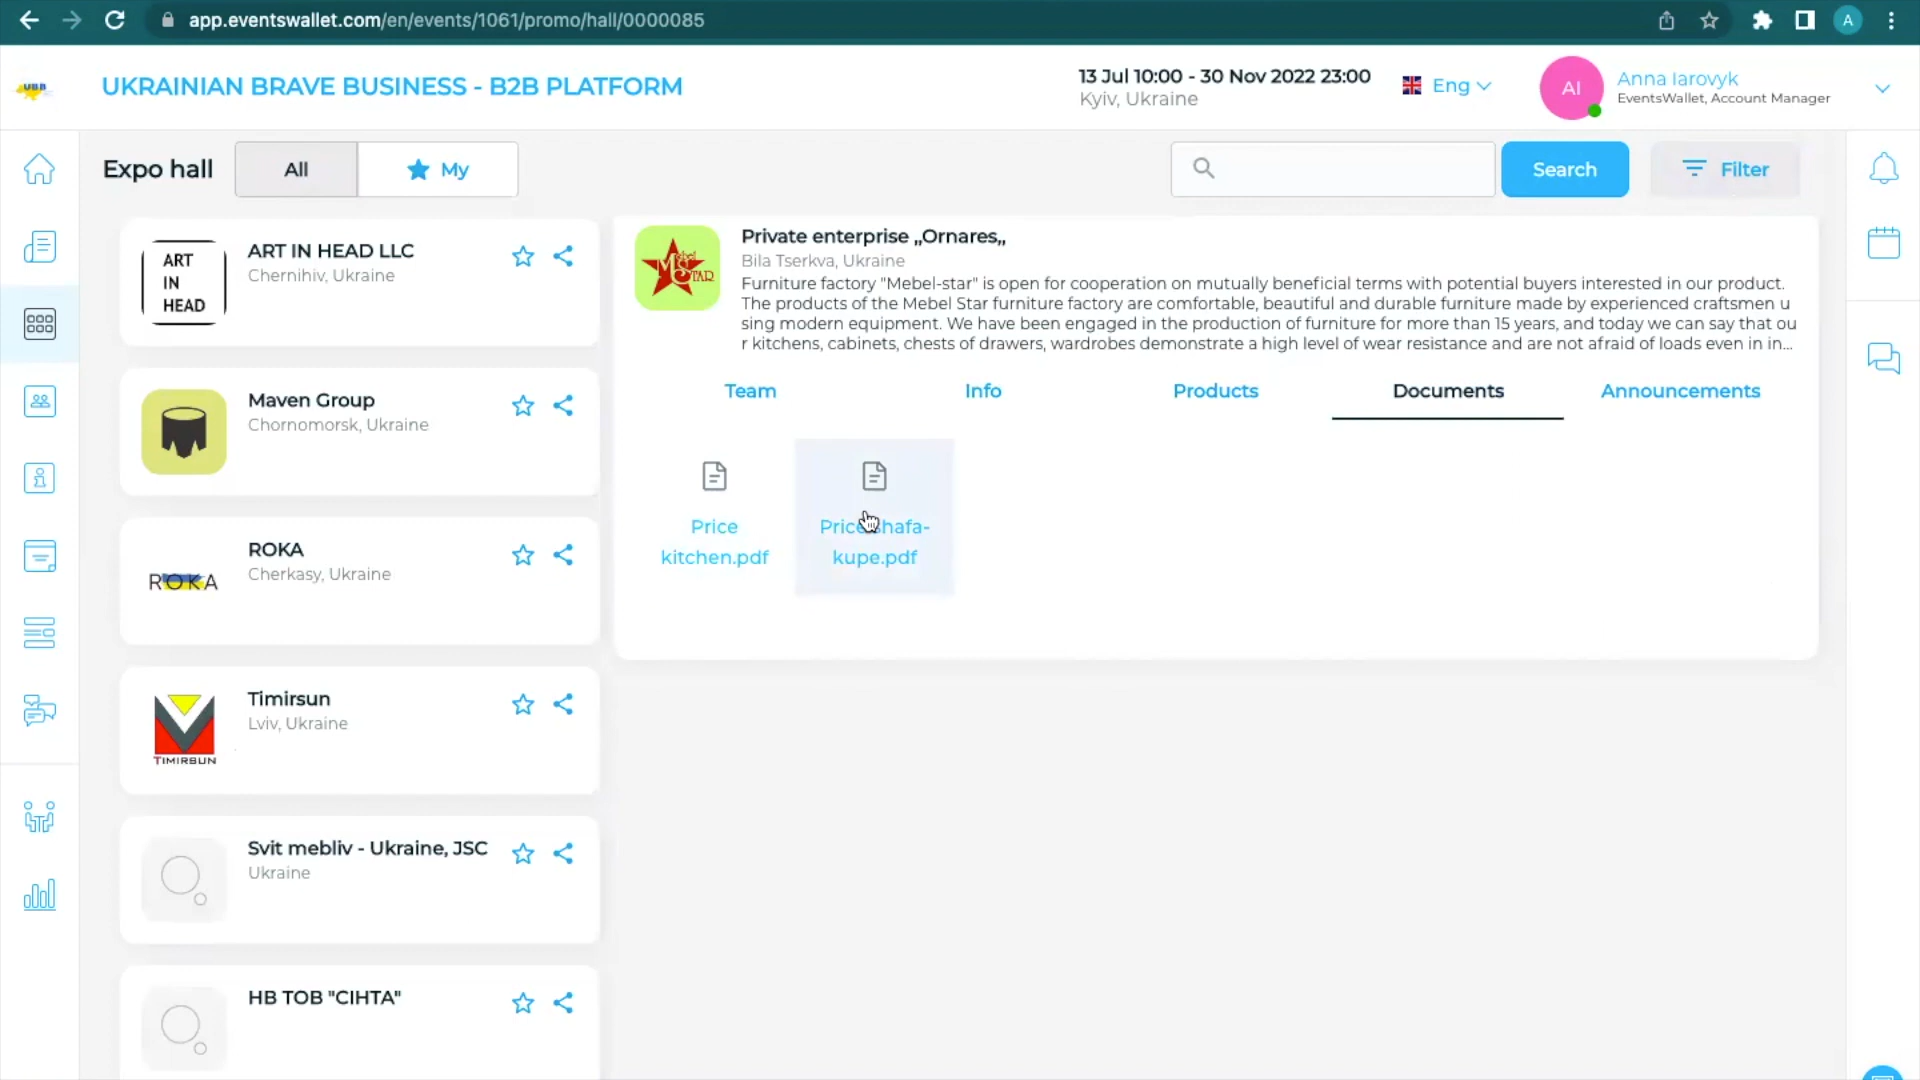 app.eventswallet.com/en/events/1061/promo/hall/0000085
A
UBB
UKRAINIAN BRAVE BUSINESS - B2B PLATFORM
13 Jul 10:00 - 30 Nov 2022 23:00
Kyiv, Ukraine
Eng
AI
Anna Iarovyk
EventsWallet, Account Manager
Expo hall
All
My
Search
Filter
ART
IN
HEAD
ART IN HEAD LLC
Chernihiv, Ukraine
Maven Group
Chornomorsk, Ukraine
ROKA
ROKA
Cherkasy, Ukraine
TIMIRSUN
Timirsun
Lviv, Ukraine
Svit mebliv - Ukraine, JSC
Ukraine
НВ ТОВ "СІНТА"
Mebel
STAR
Private enterprise „Ornares„
Bila Tserkva, Ukraine
Furniture factory "Mebel-star" is open for cooperation on mutually beneficial terms with potential buyers interested in our product.
The products of the Mebel Star furniture factory are comfortable, beautiful and durable furniture made by experienced craftsmen u
sing modern equipment. We have been engaged in the production of furniture for more than 15 years, and today we can say that ou
r kitchens, cabinets, chests of drawers, wardrobes demonstrate a high level of wear resistance and are not afraid of loads even in in...
Team
Info
Products
Documents
Announcements
Price
kitchen.pdf
Price shafa-
kupe.pdf